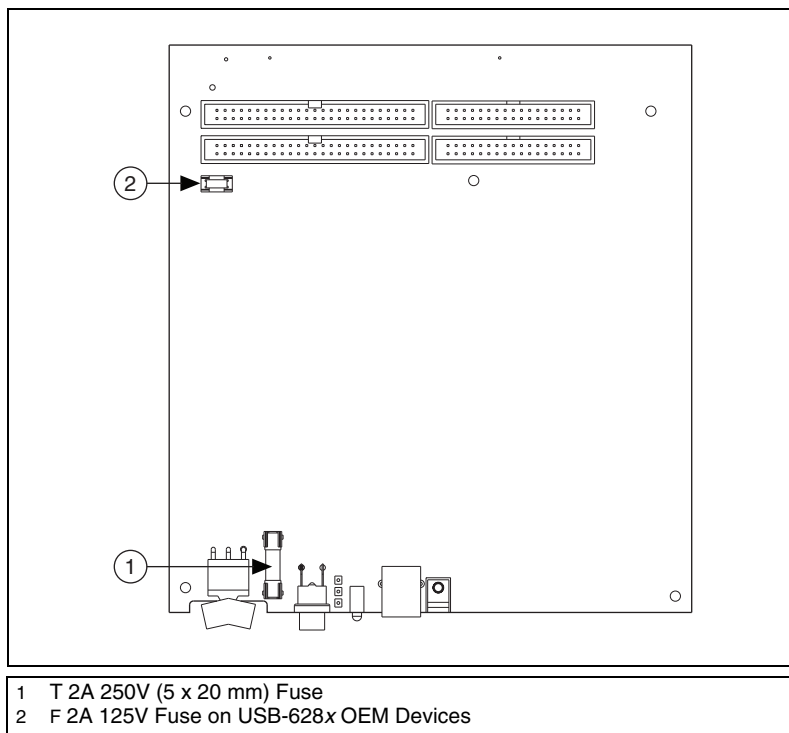 2
1
1 T 2A 250V (5 x 20 mm) Fuse
2 F 2A 125V Fuse on USB-628x OEM Devices